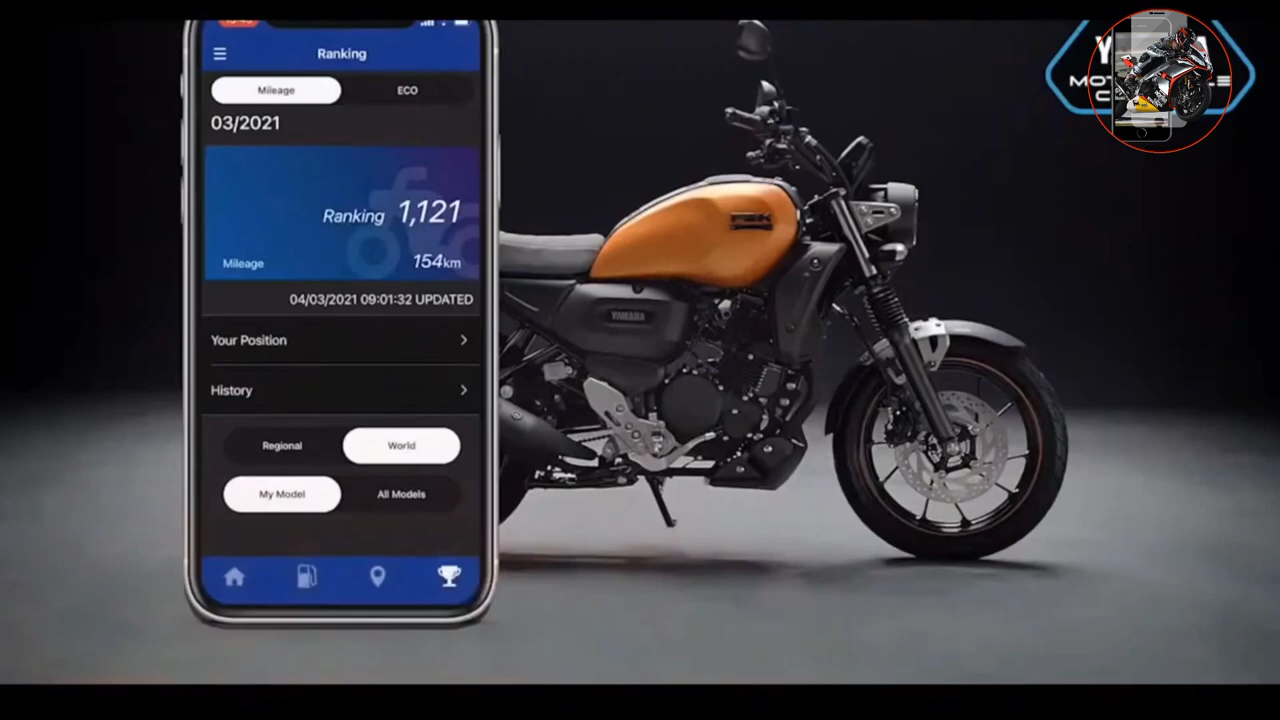 Ranking
Mileage
ECO
03/2021
Ranking 1,121
Mileage 154km
04/03/2021 09:01:32 UPDATED
Your Position
History
Regional
World
My Model
All Models
YAMAHA